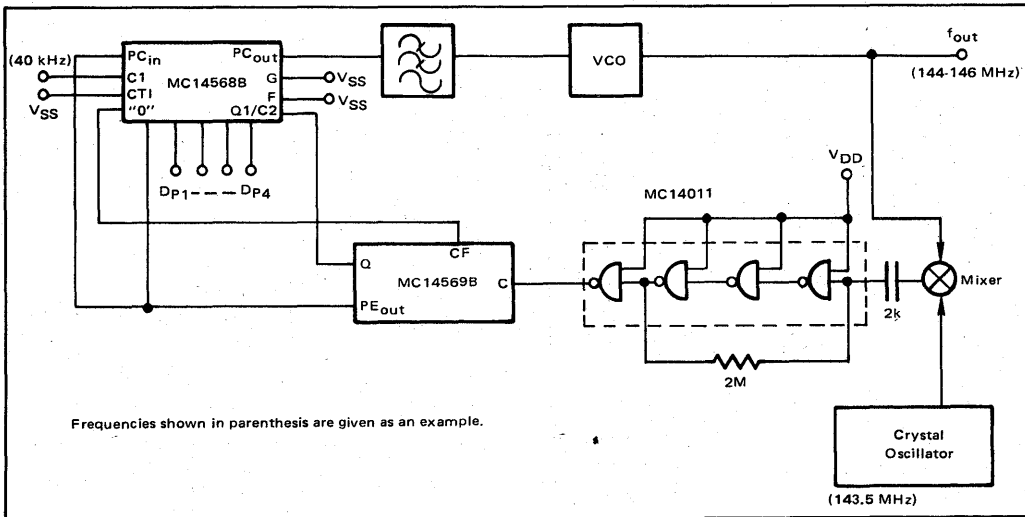 (40 kHz)
PCin
PCout
C1
MC14568B
G
VSS
CTI
F
VSS
VSS
"0"
Q1/C2
DP1 --- DP4
VCO
fout
(144-146 MHz)
VDD
MC14011
CF
Q
MC14569B
C
PEout
Mixer
2k
2M
Frequencies shown in parenthesis are given as an example.
Crystal
Oscillator
(143.5 MHz)